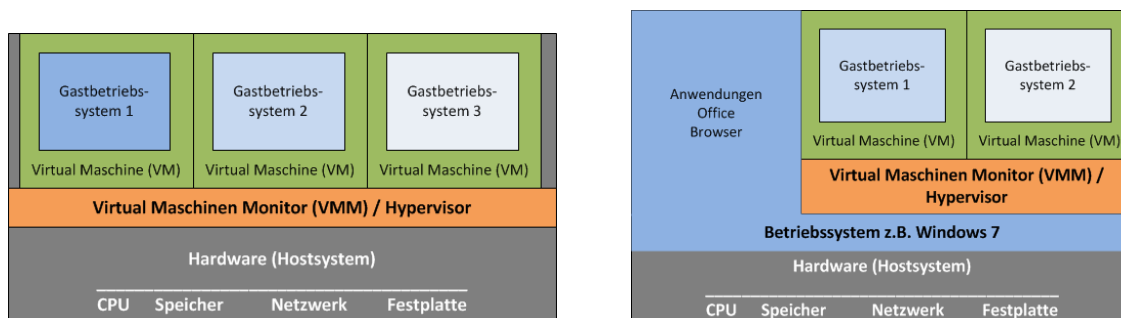 Gastbetriebs-
system 1
Gastbetriebs-
system 2
Gastbetriebs-
system 3
Virtual Maschine (VM)
Virtual Maschine (VM)
Virtual Maschine (VM)
Virtual Maschinen Monitor (VMM) / Hypervisor
Hardware (Hostsystem)
CPU Speicher Netzwerk Festplatte
Anwendungen
Office
Browser
Gastbetriebs-
system 1
Gastbetriebs-
system 2
Virtual Maschine (VM)
Virtual Maschine (VM)
Virtual Maschinen Monitor (VMM) /
Hypervisor
Betriebssystem z.B. Windows 7
Hardware (Hostsystem)
CPU Speicher Netzwerk Festplatte